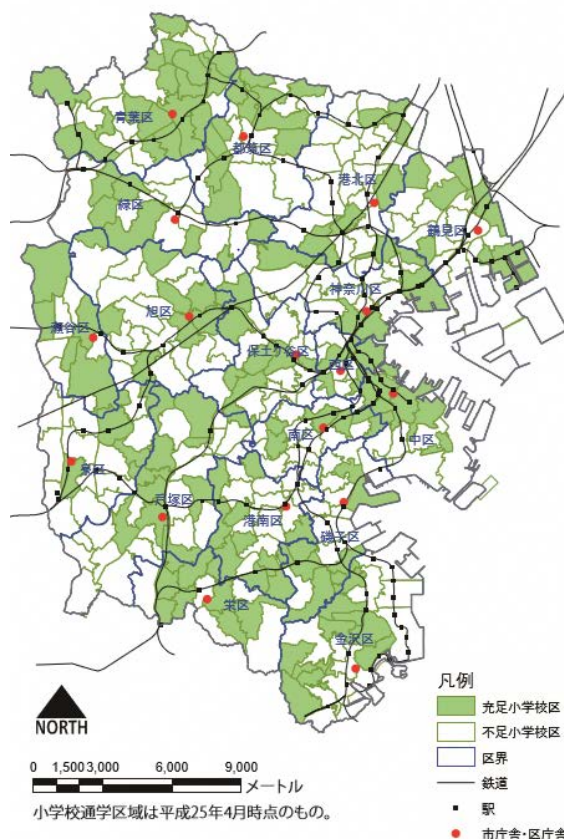 青葉区
都筑区
港北区
緑区
鶴見区
神奈川区
旭区
瀬谷区
保土ケ谷区
西区
南区
中区
泉区
戸塚区
港南区
磯子区
栄区
金沢区
凡例
充足小学校区
不足小学校区
区界
鉄道
駅
市庁舎・区庁舎
NORTH
0 1,500 3,000 6,000 9,000 メートル
小学校通学区域は平成25年4月時点のもの。